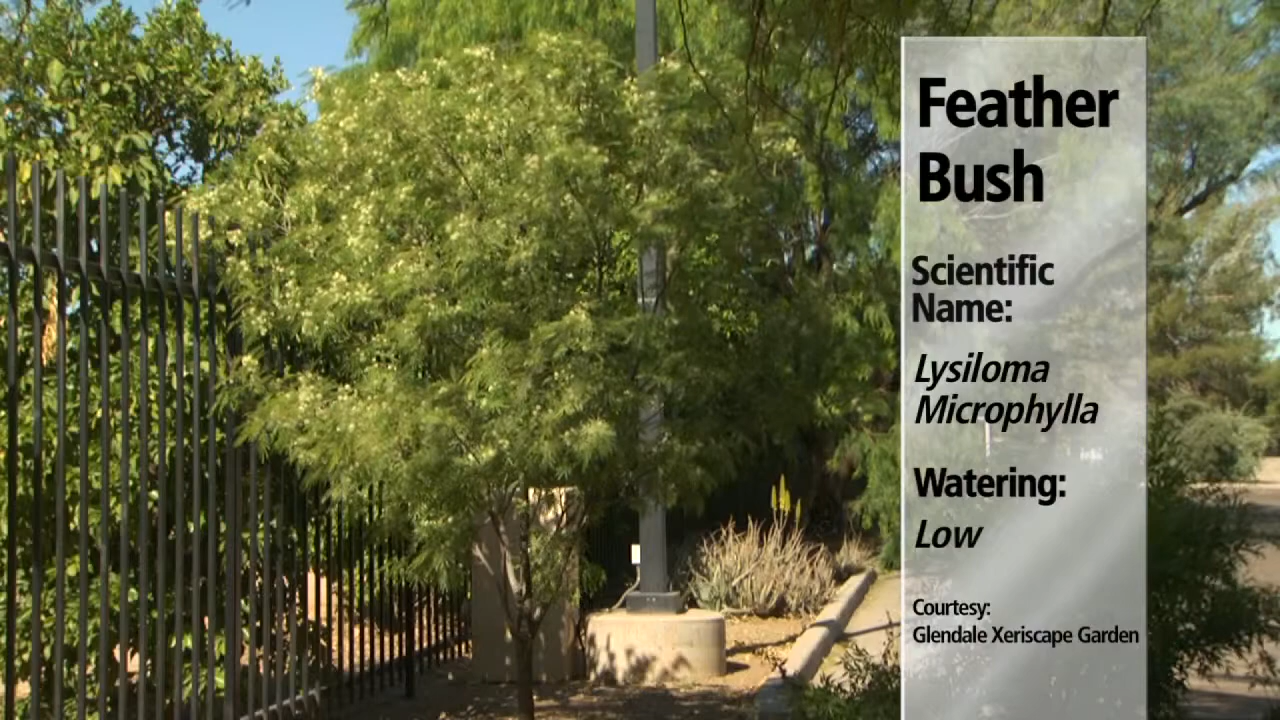 Feather
Bush
Scientific
Name:
Lysiloma
Microphylla
Watering:
Low
Courtesy:
Glendale Xeriscape Garden